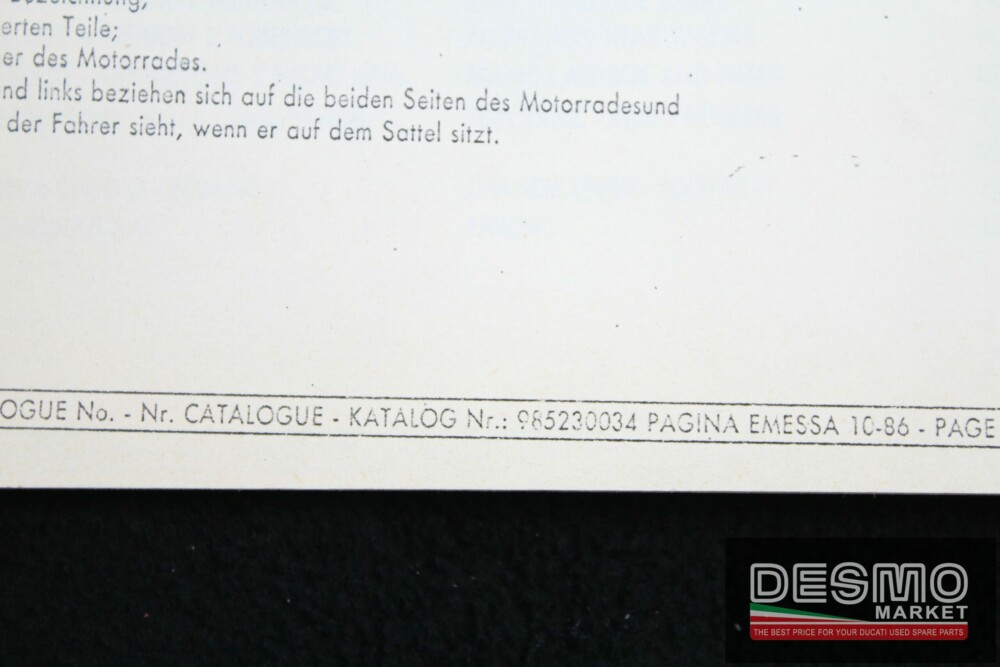 Bezeichnung,
erten Teile;
er des Motorrades.
nd links beziehen sich auf die beiden Seiten des Motorradesund
der Fahrer sieht, wenn er auf dem Sattel sitzt.
OGUE No. - Nr. CATALOGUE - KATALOG Nr.: 985230034 PAGINA EMESSA 10-86 - PAGE
DESMO
MARKET
THE BEST PRICE FOR YOUR DUCATI USED SPARE PARTS